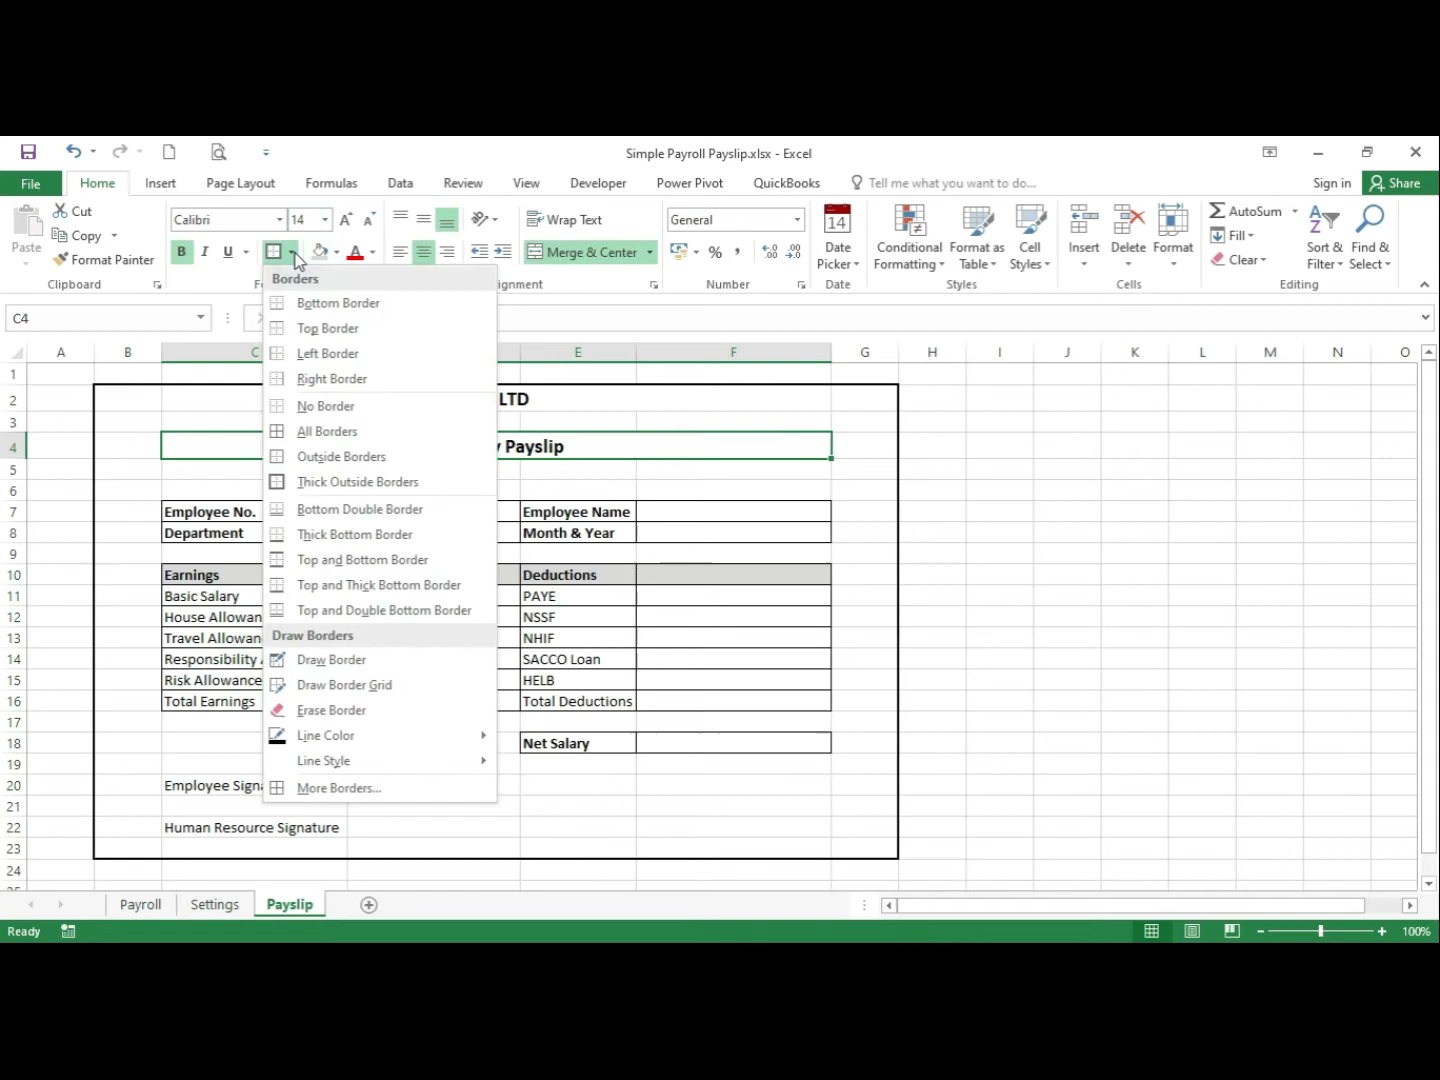 Simple Payroll Payslip.xlsx - Excel
File Home Insert Page Layout Formulas Data Review View Developer Power Pivot QuickBooks Tell me what you want to do... Sign in Share
Paste
Cut
Copy
Format Painter
Clipboard
Calibri 14
B I U
Wrap Text
Merge & Center
General
% ,
Number
14
Date
Picker
Date
Conditional
Formatting
Format as
Table
Cell
Styles
Styles
Insert Delete Format
Cells
AutoSum
Fill
Clear
Sort &
Filter
Find &
Select
Editing
C4
Borders
Bottom Border
Top Border
Left Border
Right Border
No Border
All Borders
Outside Borders
Thick Outside Borders
Bottom Double Border
Thick Bottom Border
Top and Bottom Border
Top and Thick Bottom Border
Top and Double Bottom Border
Draw Borders
Draw Border
Draw Border Grid
Erase Border
Line Color
Line Style
More Borders...
A B C E F G H I J K L M N O
1
2 LTD
3
4 Payslip
5
6
7 Employee No. Employee Name
8 Department Month & Year
9
10 Earnings Deductions
11 Basic Salary PAYE
12 House Allowan NSSF
13 Travel Allowan NHIF
14 Responsibility SACCO Loan
15 Risk Allowance HELB
16 Total Earnings Total Deductions
17
18 Net Salary
19
20 Employee Signa
21
22 Human Resource Signature
23
24
Payroll Settings Payslip
Ready
100%